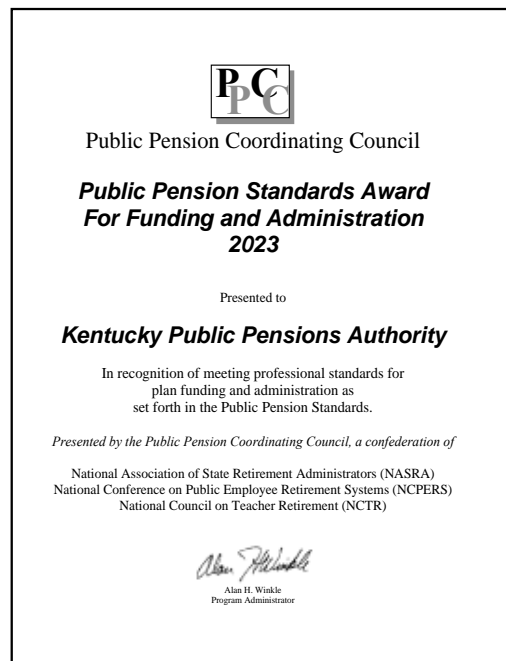 PPCC
Public Pension Coordinating Council
Public Pension Standards Award
For Funding and Administration
2023
Presented to
Kentucky Public Pensions Authority
In recognition of meeting professional standards for
plan funding and administration as
set forth in the Public Pension Standards.
Presented by the Public Pension Coordinating Council, a confederation of
National Association of State Retirement Administrators (NASRA)
National Conference on Public Employee Retirement Systems (NCPERS)
National Council on Teacher Retirement (NCTR)
Alan H Winkle
Alan H. Winkle
Program Administrator